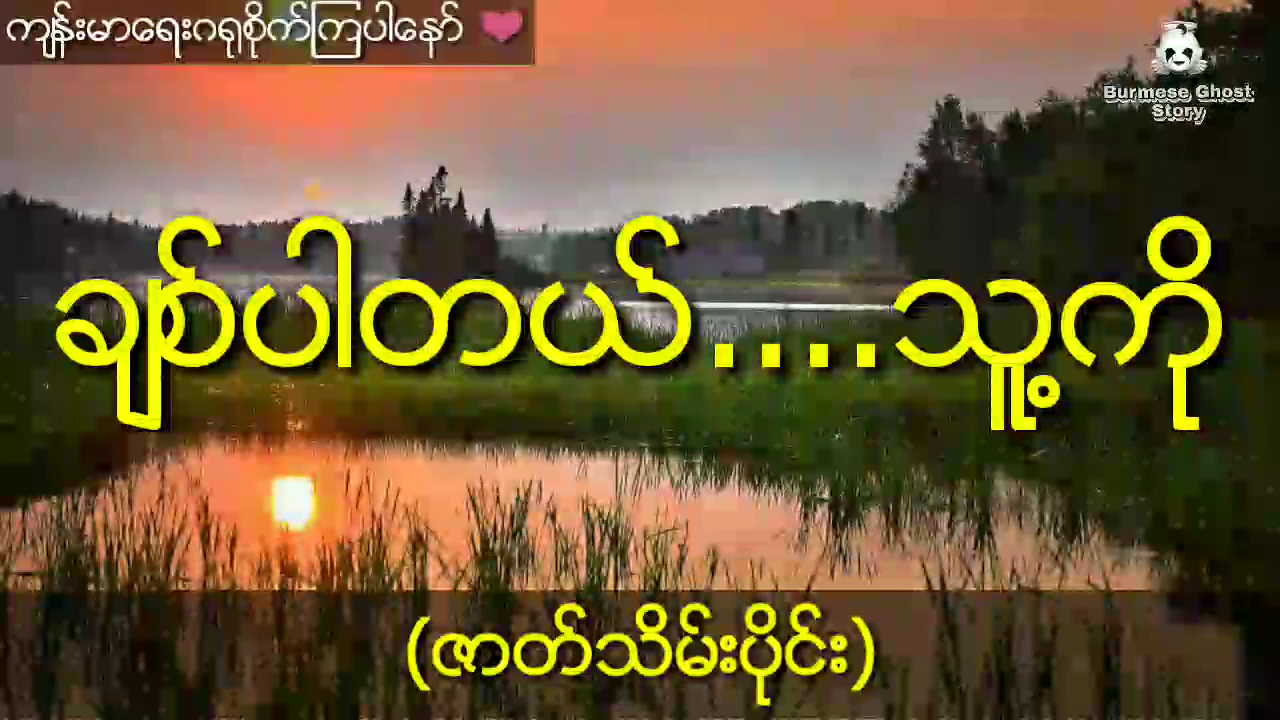 ကျန်းမာရေးဂရုစိုက်ကြပါနော် ❤
Burmese Ghost
Story
ချစ်ပါတယ်....သူ့ကို
(ဇာတ်သိမ်းပိုင်း)